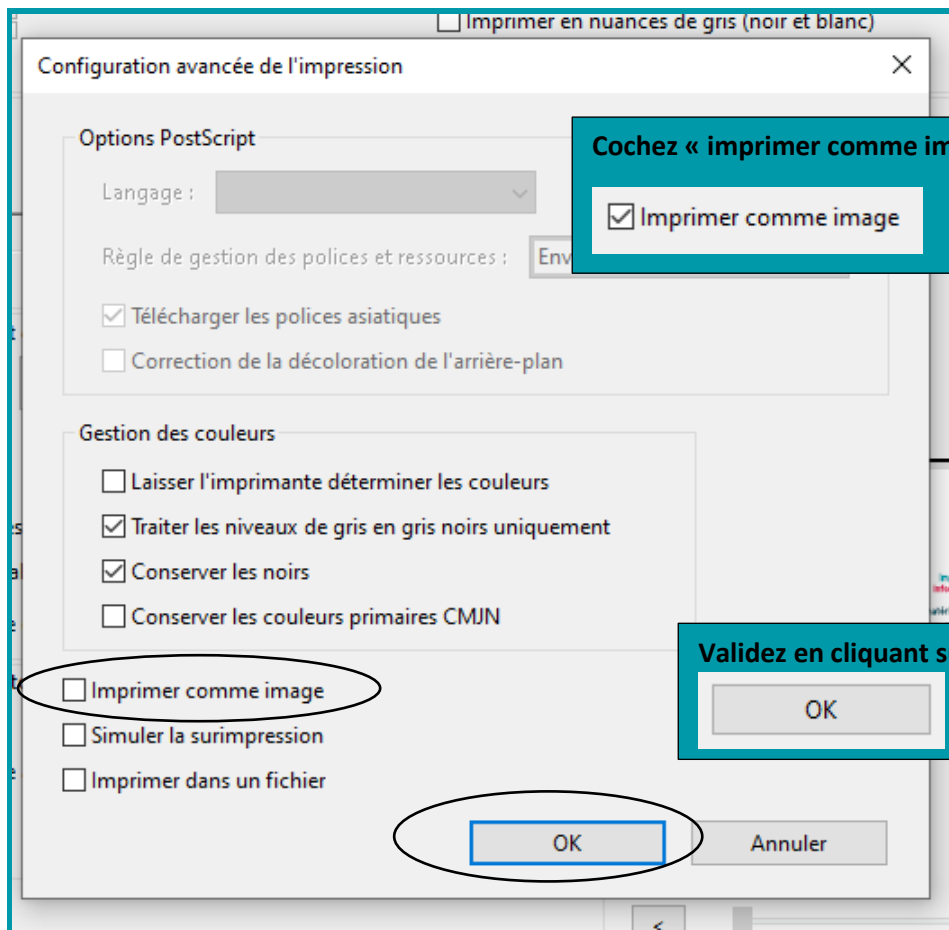 Imprimer en nuances de gris (noir et blanc)
Configuration avancée de l'impression
Options PostScript
Cochez « imprimer comme
Langage :
Imprimer comme image
Règle de gestion des polices et ressources :
Télécharger les polices asiatiques
Correction de la décoloration de l'arrière-plan
Gestion des couleurs
Laisser l'imprimante déterminer les couleurs
Traiter les niveaux de gris en gris noirs uniquement
Conserver les noirs
Conserver les couleurs primaires CMJN
Validez en cliquant
Imprimer comme image
OK
Simuler la surimpression
Imprimer dans un fichier
OK
Annuler